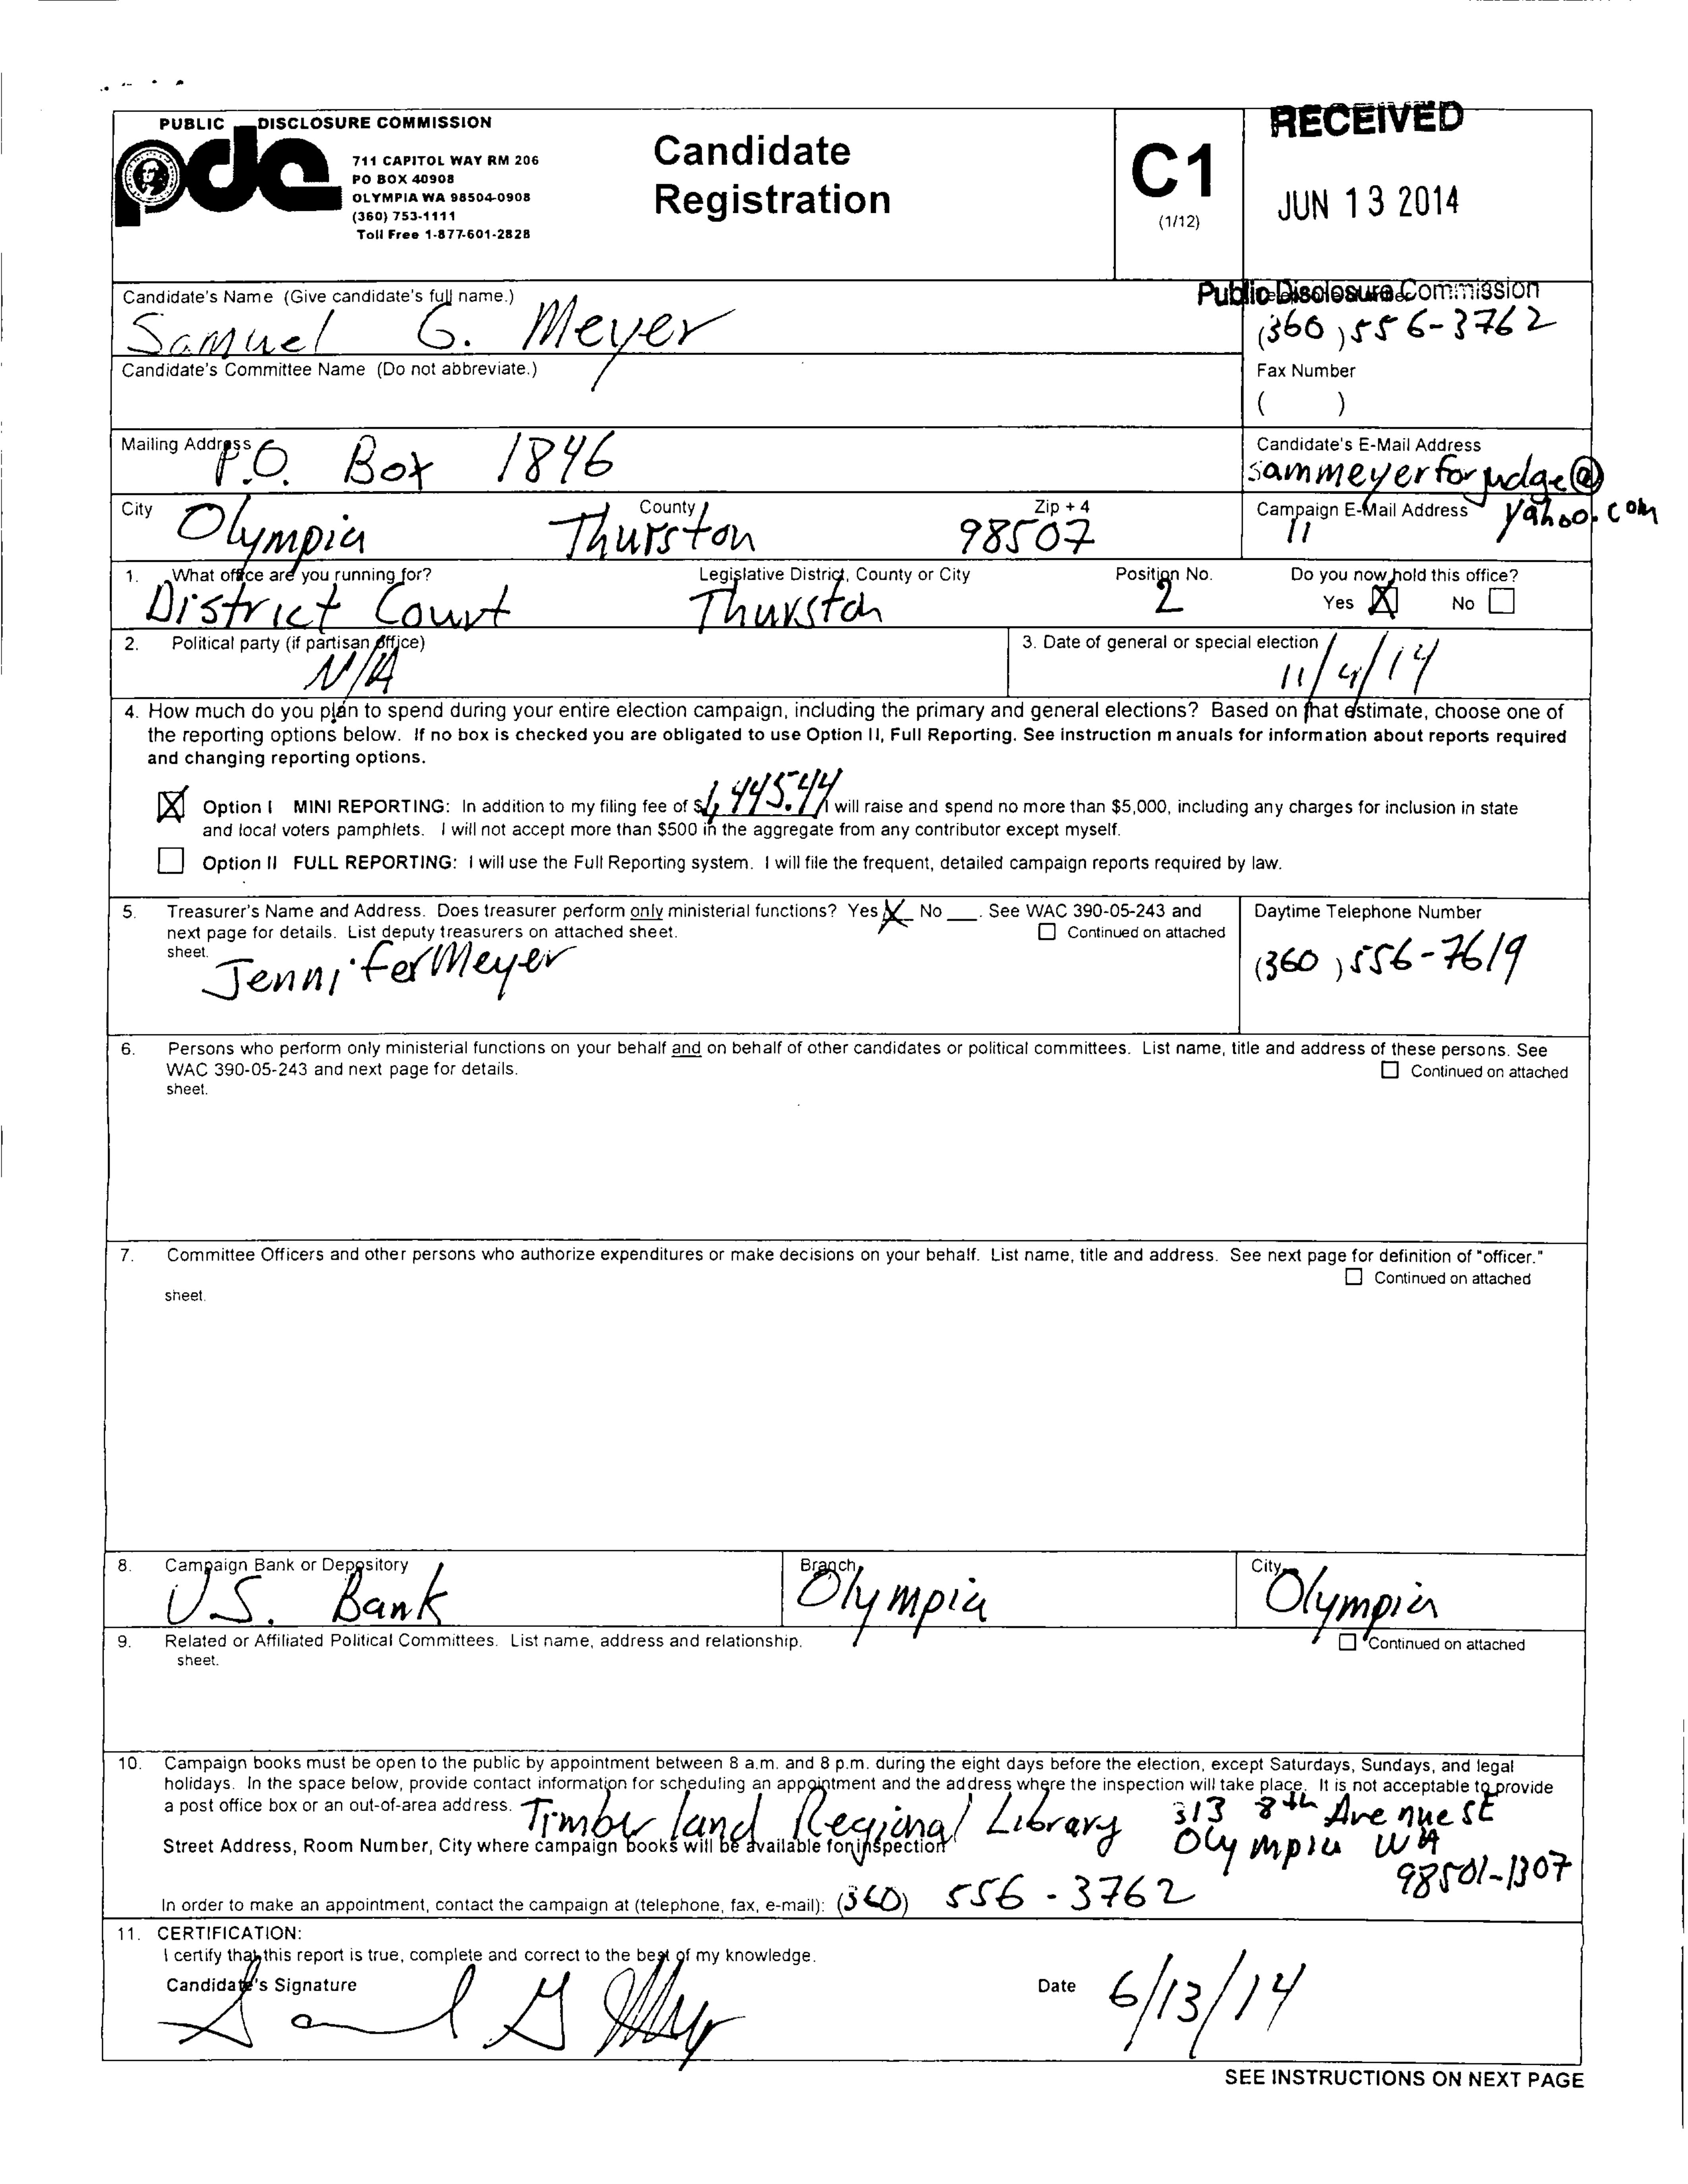 PUBLIC DISCLOSURE COMMISSION
pdc
711 CAPITOL WAY RM 206
PO BOX 40908
OLYMPIA WA 98504-0908
(360) 753-1111
Toll Free 1-877-601-2828
Candidate
Registration
C1
(1/12)
RECEIVED
JUN 13 2014
Public Disclosure Commission
Candidate's Name (Give candidate's full name.)
Samuel G. Meyer
(360) 556-3762
Candidate's Committee Name (Do not abbreviate.)
Fax Number
( )
Mailing Address
P.O. Box 1846
Candidate's E-Mail Address
sammeyerforjudge@
yahoo.com
City
Olympia
County
Thurston
Zip + 4
98507
Campaign E-Mail Address
11
1. What office are you running for?
District Court
Legislative District, County or City
Thurston
Position No.
2
Do you now hold this office?
Yes X No
2. Political party (if partisan office)
N/A
3. Date of general or special election
11/4/14
4. How much do you plan to spend during your entire election campaign, including the primary and general elections? Based on that estimate, choose one of
the reporting options below. If no box is checked you are obligated to use Option II, Full Reporting. See instruction manuals for information about reports required
and changing reporting options.
X Option I MINI REPORTING: In addition to my filing fee of $1,445.44 I will raise and spend no more than $5,000, including any charges for inclusion in state
and local voters pamphlets. I will not accept more than $500 in the aggregate from any contributor except myself.
Option II FULL REPORTING: I will use the Full Reporting system. I will file the frequent, detailed campaign reports required by law.
5. Treasurer's Name and Address. Does treasurer perform only ministerial functions? Yes X No ___. See WAC 390-05-243 and
next page for details. List deputy treasurers on attached sheet. Continued on attached
sheet.
Jennifer Meyer
Daytime Telephone Number
(360) 556-7619
6. Persons who perform only ministerial functions on your behalf and on behalf of other candidates or political committees. List name, title and address of these persons. See
WAC 390-05-243 and next page for details. Continued on attached
sheet.
7. Committee Officers and other persons who authorize expenditures or make decisions on your behalf. List name, title and address. See next page for definition of "officer."
Continued on attached
sheet.
8. Campaign Bank or Depository
U.S. Bank
Branch
Olympia
City
Olympia
9. Related or Affiliated Political Committees. List name, address and relationship. Continued on attached
sheet.
10. Campaign books must be open to the public by appointment between 8 a.m. and 8 p.m. during the eight days before the election, except Saturdays, Sundays, and legal
holidays. In the space below, provide contact information for scheduling an appointment and the address where the inspection will take place. It is not acceptable to provide
a post office box or an out-of-area address.
Timberland Regional Library 313 8th Avenue SE
Olympia WA
98501-1307
Street Address, Room Number, City where campaign books will be available for inspection
In order to make an appointment, contact the campaign at (telephone, fax, e-mail): (360) 556-3762
11. CERTIFICATION:
I certify that this report is true, complete and correct to the best of my knowledge.
Candidate's Signature
Samuel G Meyer
Date 6/13/14
SEE INSTRUCTIONS ON NEXT PAGE